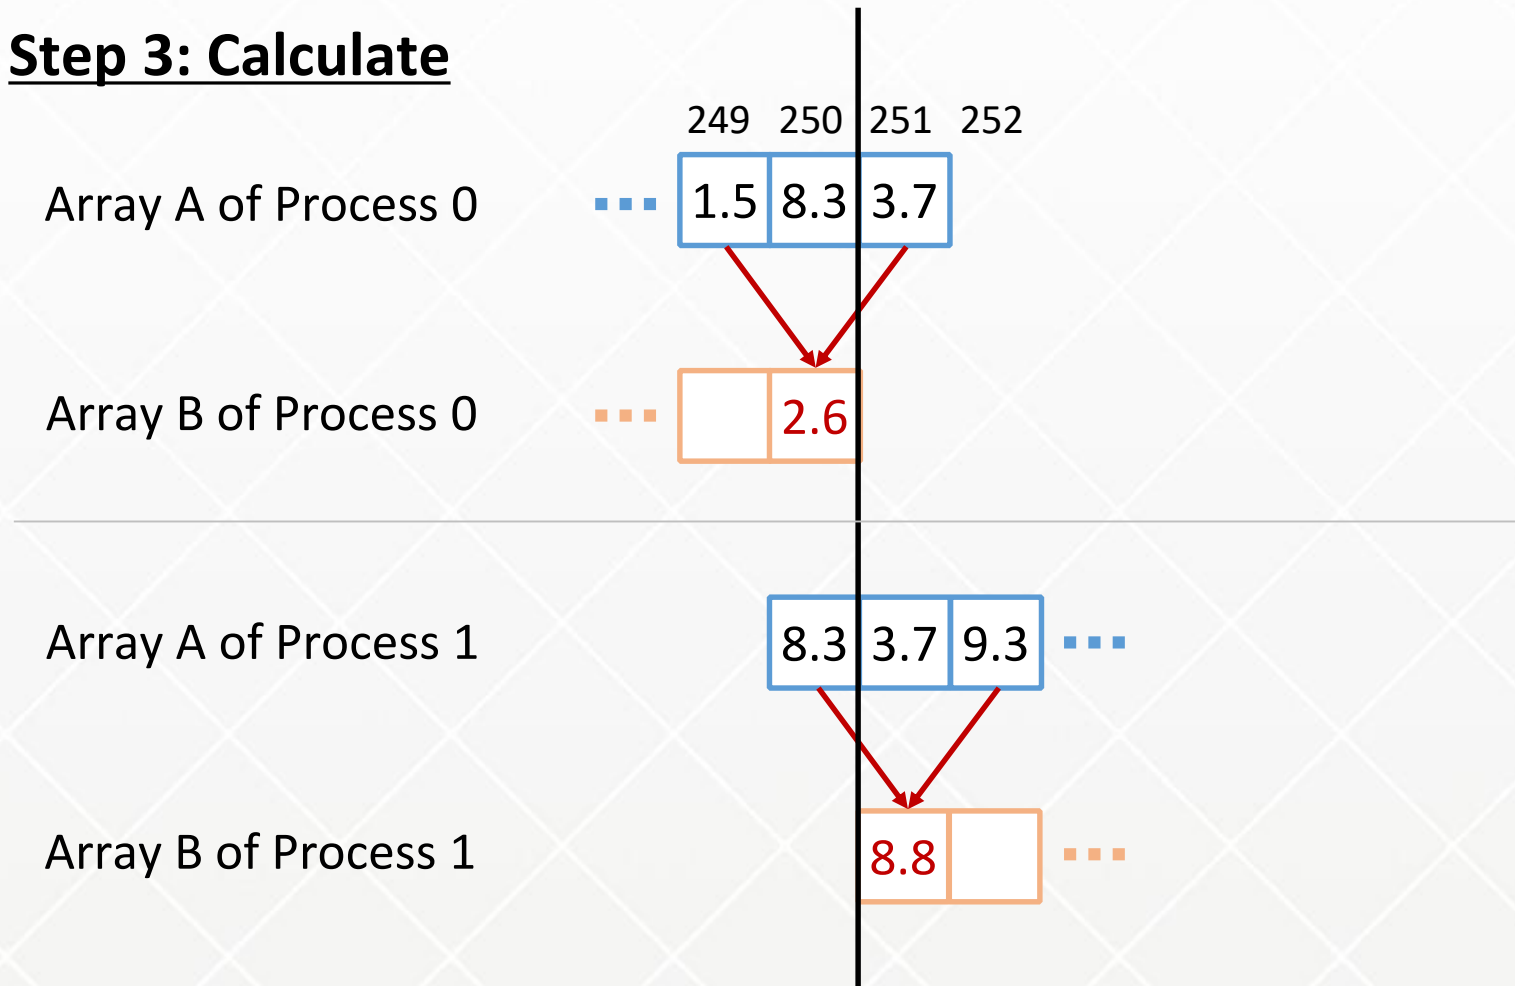 Step 3: Calculate
249 250 251 252
Array A of Process 0 1.5 8.3 3.7
Array B of Process 0 2.6
Array A of Process 1 8.3 3.7 9.3
Array B of Process 1 8.8